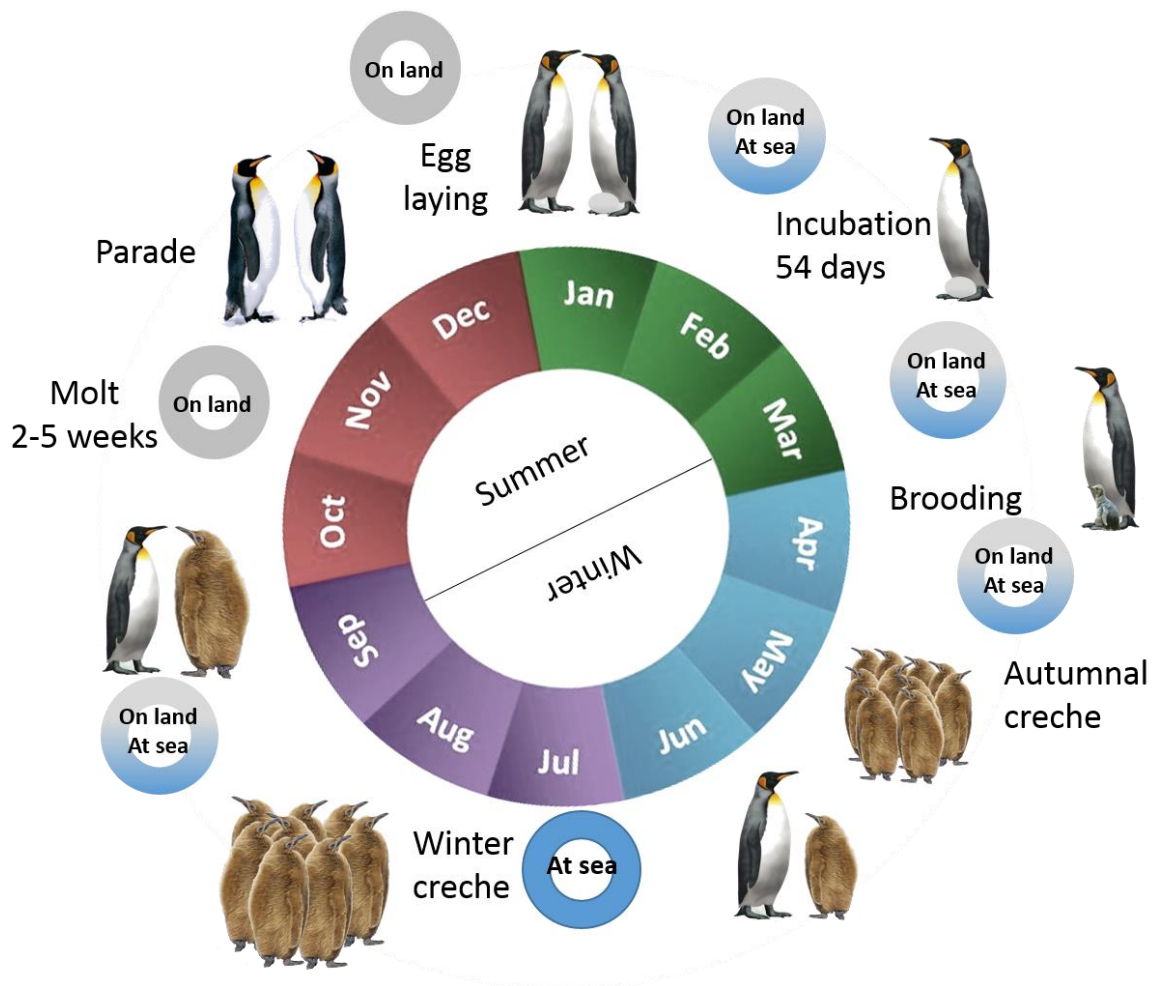 On land
Egg
laying
On land
At sea
Incubation
54 days
On land
At sea
Brooding
On land
At sea
Autumnal
creche
At sea
Winter
creche
On land
At sea
Molt
2-5 weeks
On land
Parade
Jan
Feb
Mar
Apr
May
Jun
Jul
Aug
Sep
Oct
Nov
Dec
Summer
Winter